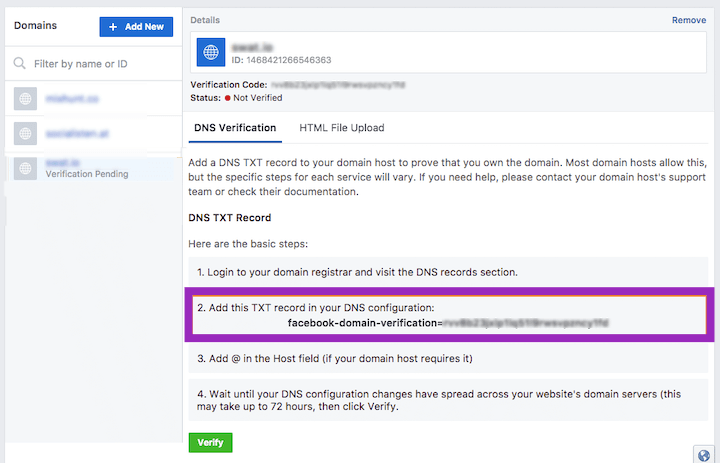 Domains
+ Add New
Filter by name or ID
Verification Pending
Details
Remove
ID: 1468421266546363
Verification Code:
Status: Not Verified
DNS Verification
HTML File Upload
Add a DNS TXT record to your domain host to prove that you own the domain. Most domain hosts allow this,
but the specific steps for each service will vary. If you need help, please contact your domain host's support
team or check their documentation.
DNS TXT Record
Here are the basic steps:
1. Login to your domain registrar and visit the DNS records section.
2. Add this TXT record in your DNS configuration:
facebook-domain-verification=
3. Add @ in the Host field (if your domain host requires it)
4. Wait until your DNS configuration changes have spread across your website's domain servers (this
may take up to 72 hours, then click Verify.
Verify